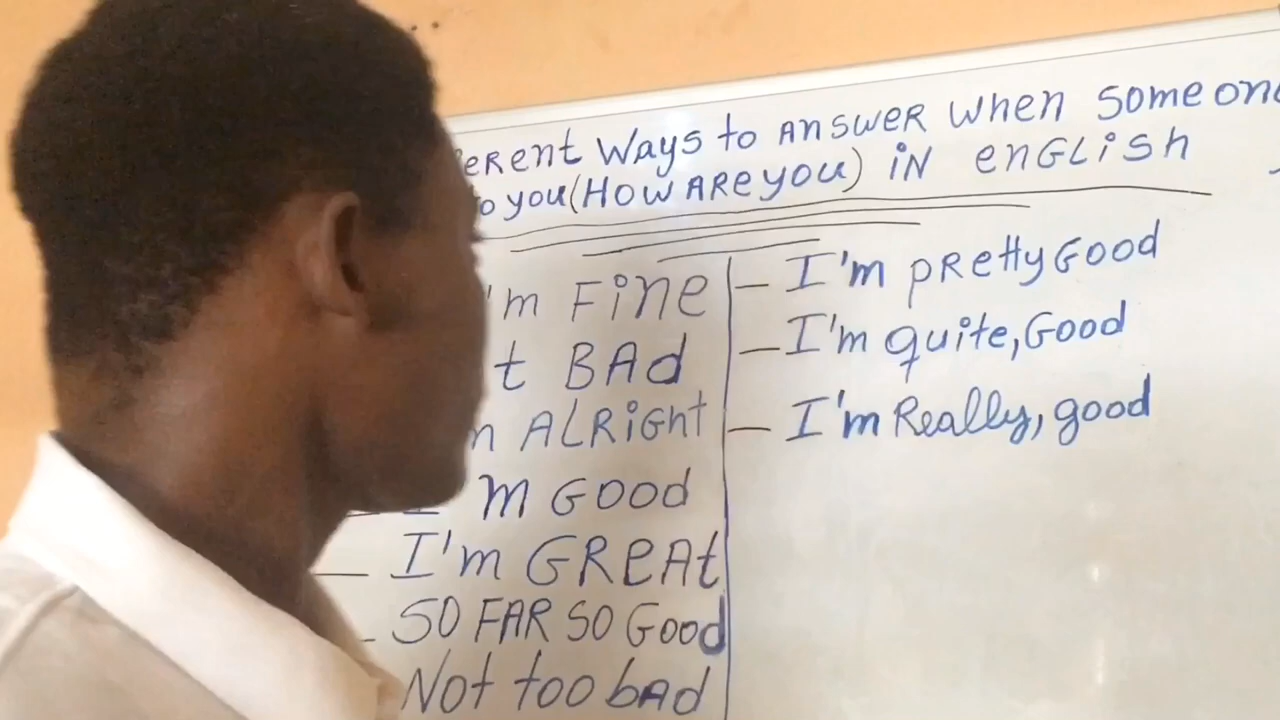 ERENT WAYS to ANSWER WHEN SOMEON
O you (HOW ARE YOU) IN ENGLISH
'm FINE
t BAd
m ALRIGHT
I'm GOOD
— I'm GREAT
- SO FAR SO GOOd
Not too bAd
— I'm pRetty Good
— I'm quite, Good
— I'm Really, good